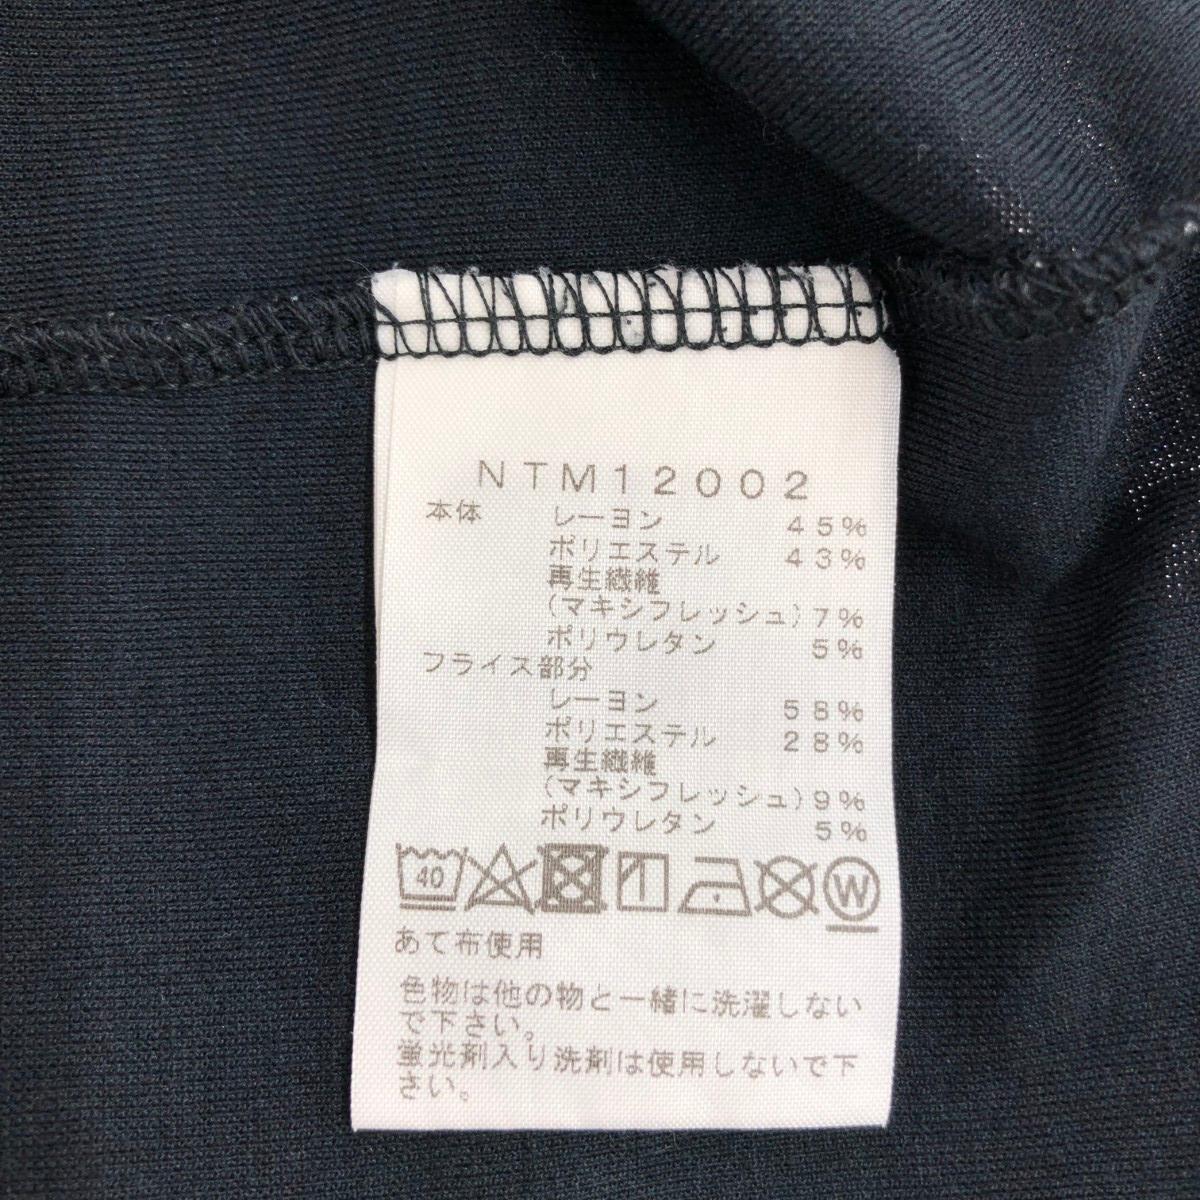 NTM12002
本体 レーヨン 45%
ポリエステル 43%
再生繊維
(マキシフレッシュ) 7%
ポリウレタン 5%
フライス部分
レーヨン 58%
ポリエステル 28%
再生繊維
(マキシフレッシュ) 9%
ポリウレタン 5%
40 W
あて布使用
色物は他の物と一緒に洗濯しない
で下さい。
蛍光剤入り洗剤は使用しないで下
さい。